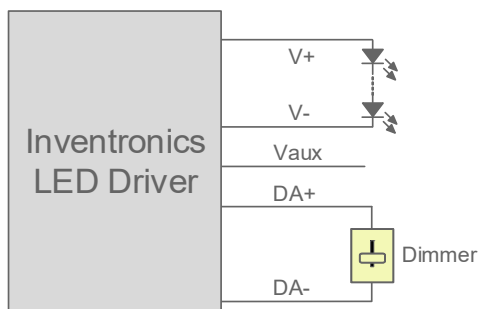 V+
V-
Inventronics
LED Driver
Vaux
DA+
Dimmer
DA-